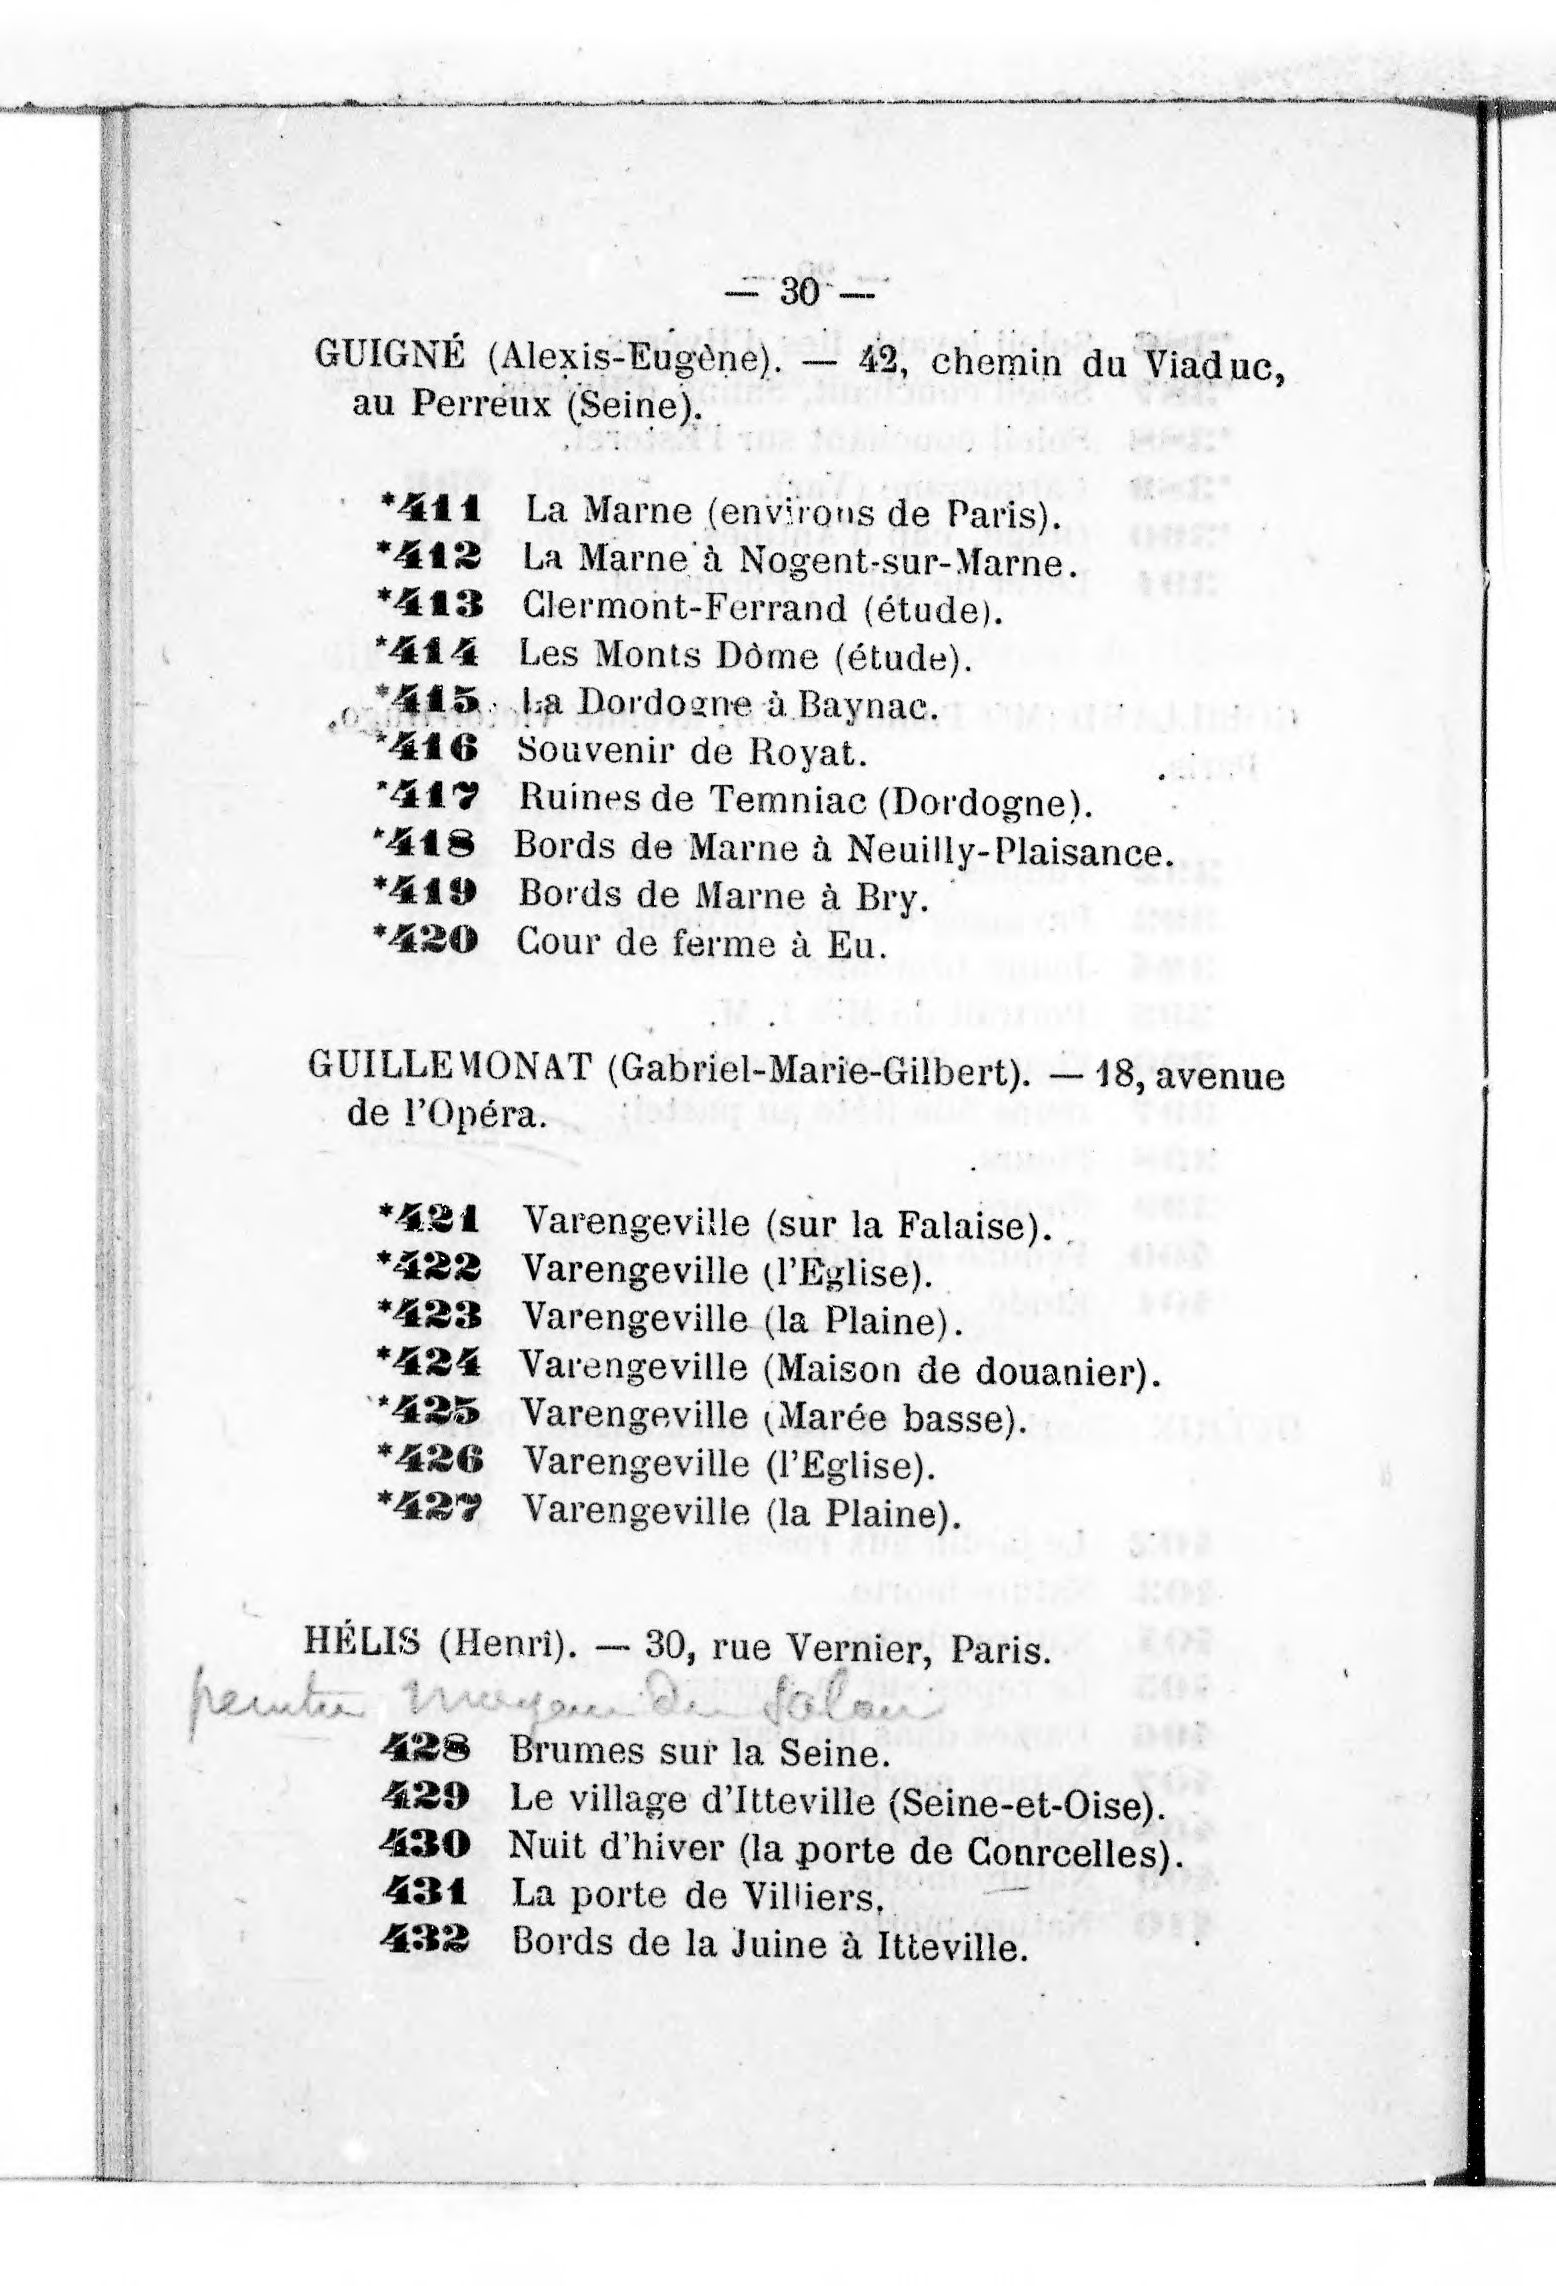 — 30 —
GUIGNÉ (Alexis-Eugène). — 42, chemin du Viaduc,
au Perreux (Seine).
*411 La Marne (environs de Paris).
*412 La Marne à Nogent-sur-Marne.
*413 Clermont-Ferrand (étude).
*414 Les Monts Dôme (étude).
*415 La Dordogne à Baynac.
*416 Souvenir de Royat.
*417 Ruines de Temniac (Dordogne).
*418 Bords de Marne à Neuilly-Plaisance.
*419 Bords de Marne à Bry.
*420 Cour de ferme à Eu.
GUILLEMONAT (Gabriel-Marie-Gilbert). — 18, avenue
de l'Opéra.
*421 Varengeville (sur la Falaise).
*422 Varengeville (l'Église).
*423 Varengeville (la Plaine).
*424 Varengeville (Maison de douanier).
*425 Varengeville (Marée basse).
*426 Varengeville (l'Eglise).
*427 Varengeville (la Plaine).
HÉLIS (Henri). — 30, rue Vernier, Paris.
peintre moyen du Salon
428 Brumes sur la Seine.
429 Le village d'Itteville (Seine-et-Oise).
430 Nuit d'hiver (la porte de Conrcelles).
431 La porte de Villiers.
432 Bords de la Juine à Itteville.